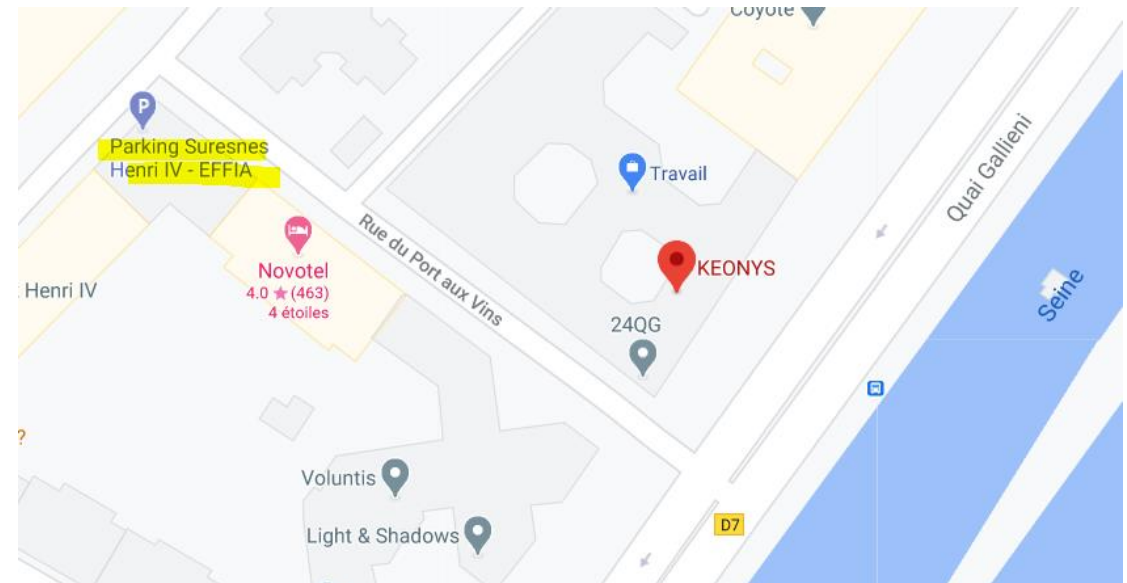 Coyote
P
Parking Suresnes
Henri IV - EFFIA
Travail
Quai Gallieni
Rue du Port aux Vins
Novotel
4.0 ★ (463)
4 étoiles
KEONYS
Henri IV
24QG
Seine
?
Voluntis
Light & Shadows
D7